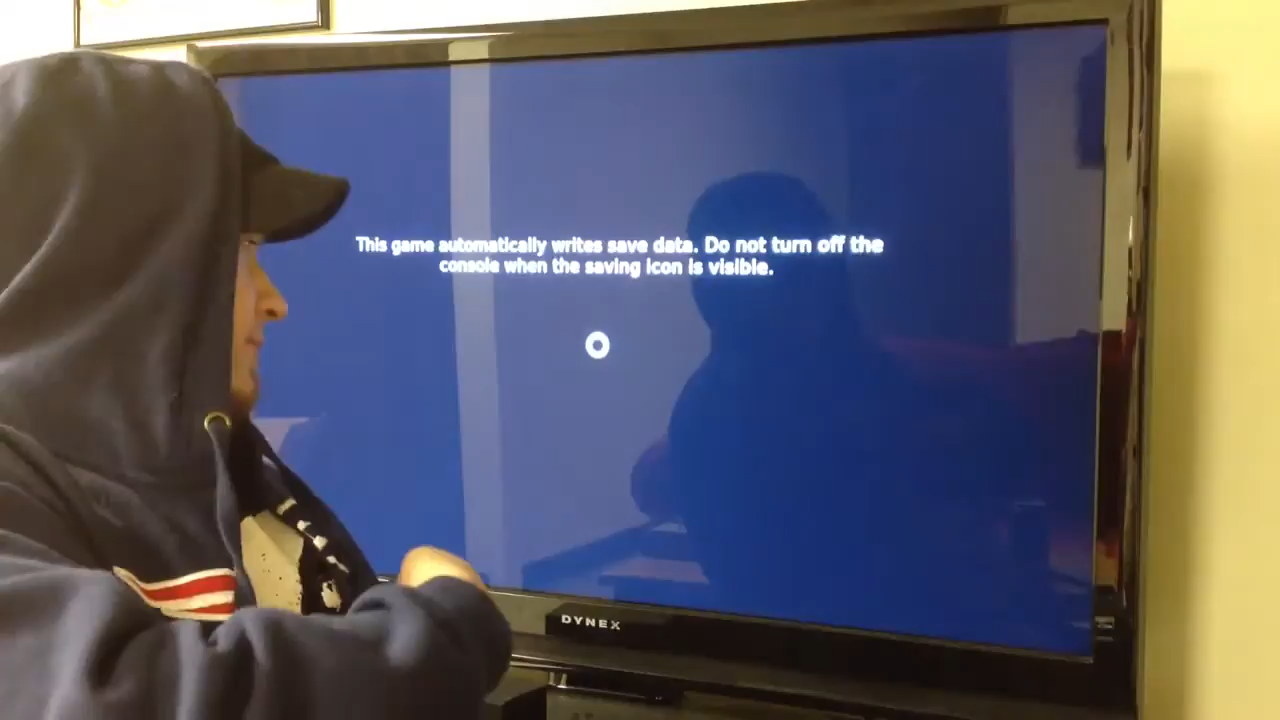 This game automatically writes save data. Do not turn off the
console when the saving icon is visible.
DYNEX